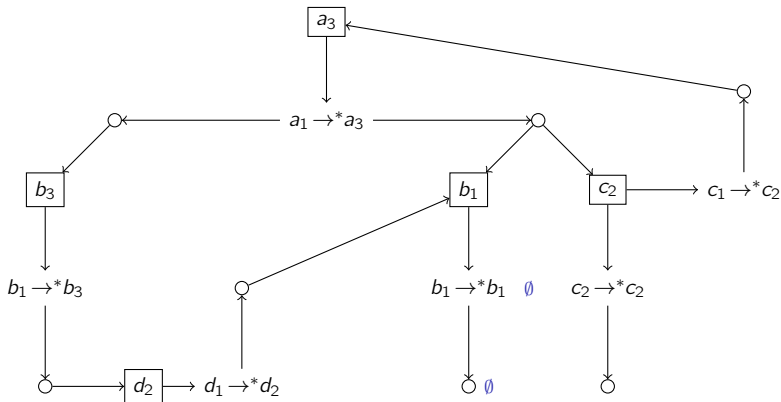 a₃
a₁ →* a₃
b₃
b₁
c₂
c₁ →* c₂
b₁ →* b₃
b₁ →* b₁ ∅
c₂ →* c₂
d₂
d₁ →* d₂
∅